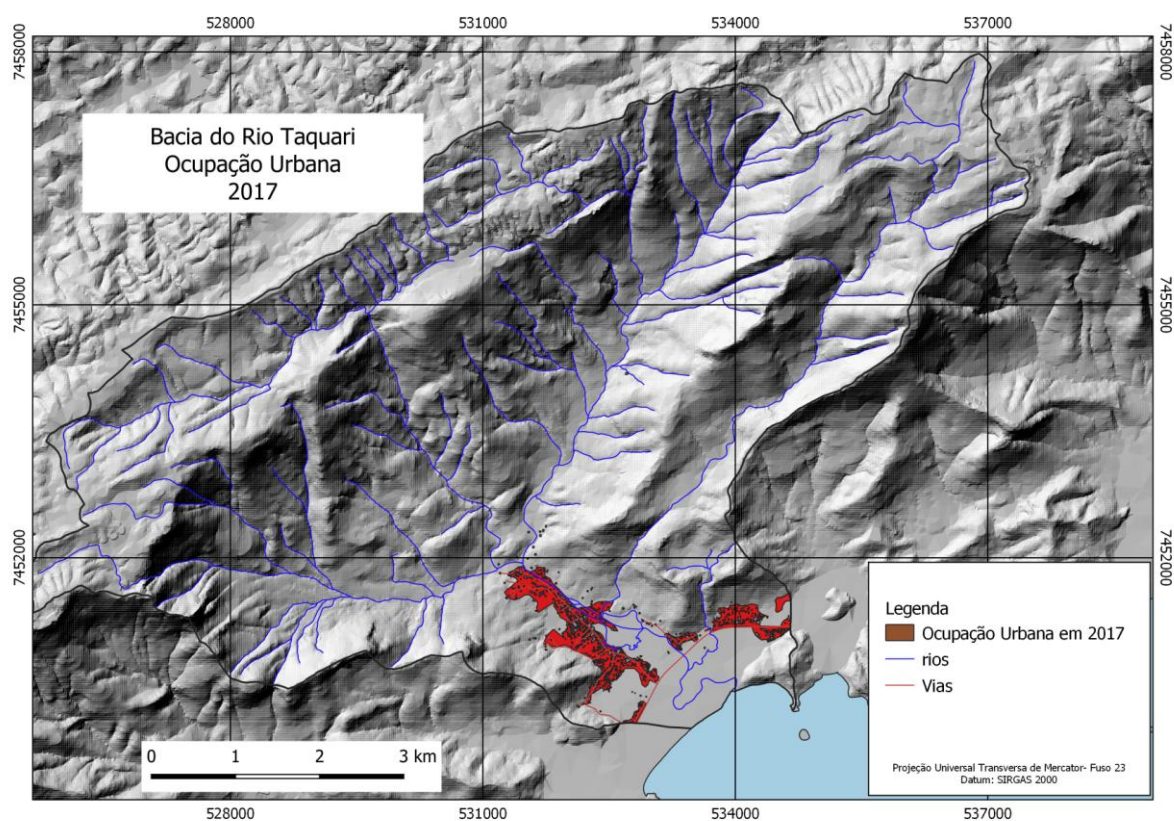 528000
531000
534000
537000
7458000
7458000
Bacia do Rio Taquari
Ocupação Urbana
2017
7455000
7455000
7452000
7452000
Legenda
Ocupação Urbana em 2017
rios
Vias
0 1 2 3 km
Projeção Universal Transversa de Mercator- Fuso 23
Datum: SIRGAS 2000
528000
531000
534000
537000